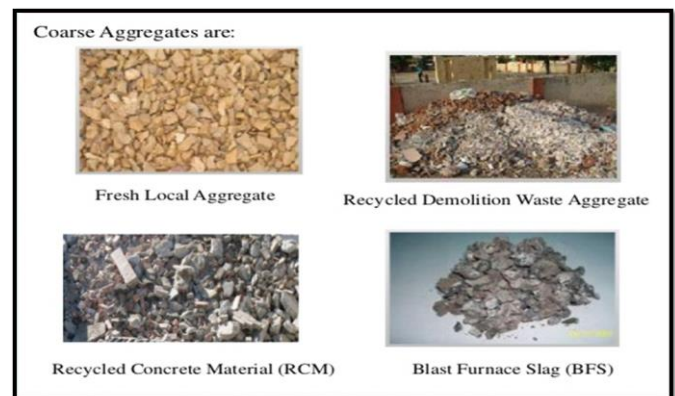 Coarse Aggregates are:
Fresh Local Aggregate
Recycled Demolition Waste Aggregate
Recycled Concrete Material (RCM)
Blast Furnace Slag (BFS)